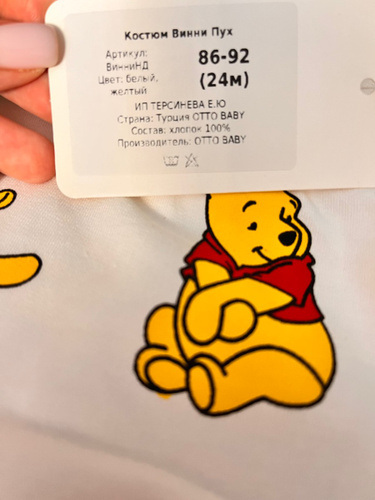 Костюм Винни Пух
Артикул:
ВинниНД
Цвет: белый,
желтый
86-92
(24м)
ИП ТЕРСИНЕВА Е.Ю
Страна: Турция OTTO BABY
Состав: хлопок 100%
Производитель: OTTO BABY